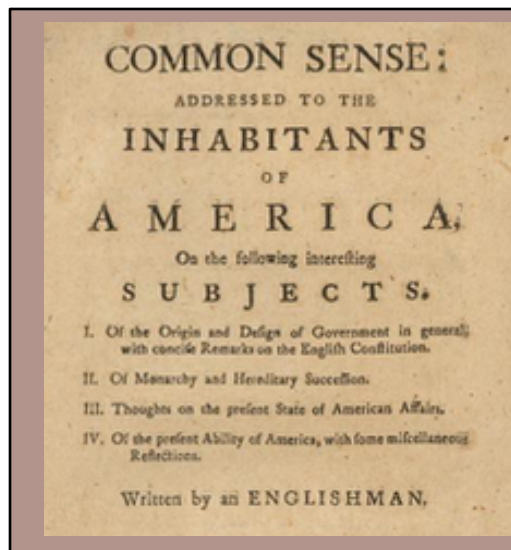 COMMON SENSE:
ADDRESSED TO THE
INHABITANTS
OF
AMERICA,
On the following intereſting
SUBJECTS.
I. Of the Origin and Deſign of Government in general;
with conciſe Remarks on the Engliſh Conſtitution.
II. Of Monarchy and Hereditary Succeſſion.
III. Thoughts on the preſent State of American Affairs.
IV. Of the preſent Ability of America, with ſome miſcellaneous
Reflections.
Written by an ENGLISHMAN.